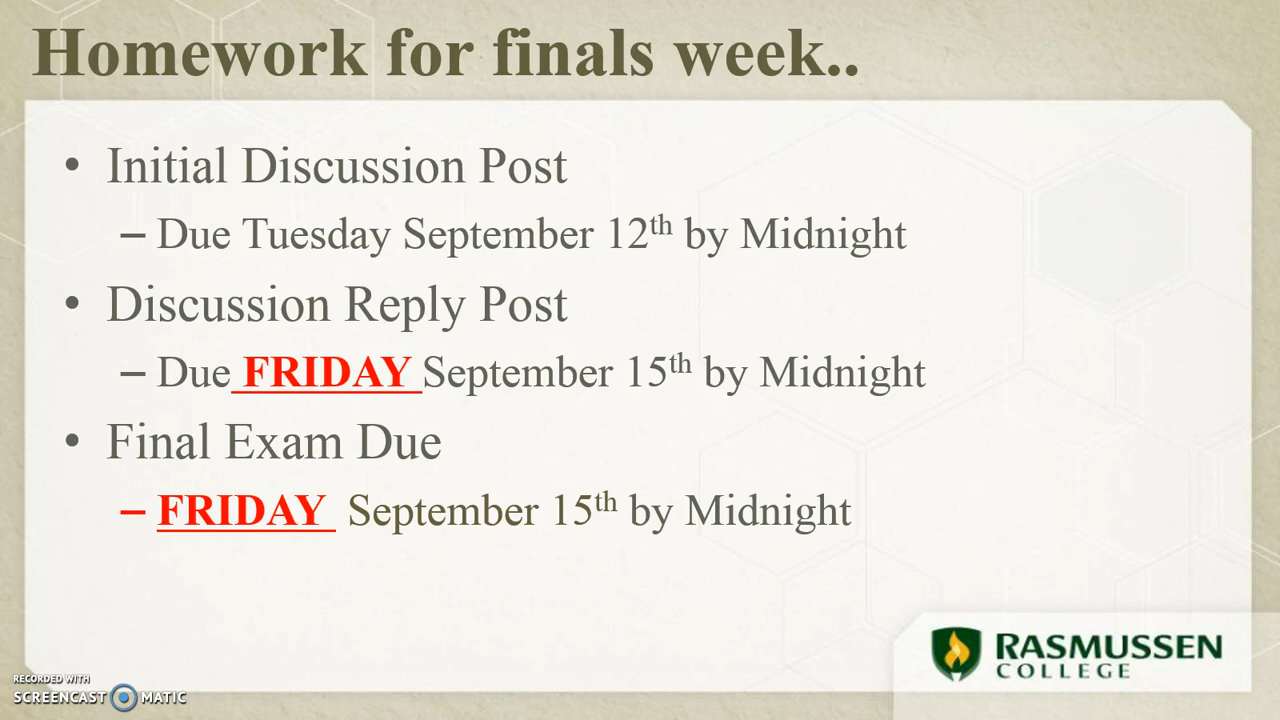 Homework for finals week..
• Initial Discussion Post
– Due Tuesday September 12th by Midnight
• Discussion Reply Post
– Due FRIDAY September 15th by Midnight
• Final Exam Due
– FRIDAY September 15th by Midnight
RASMUSSEN
COLLEGE
RECORDED WITH
SCREENCAST MATIC